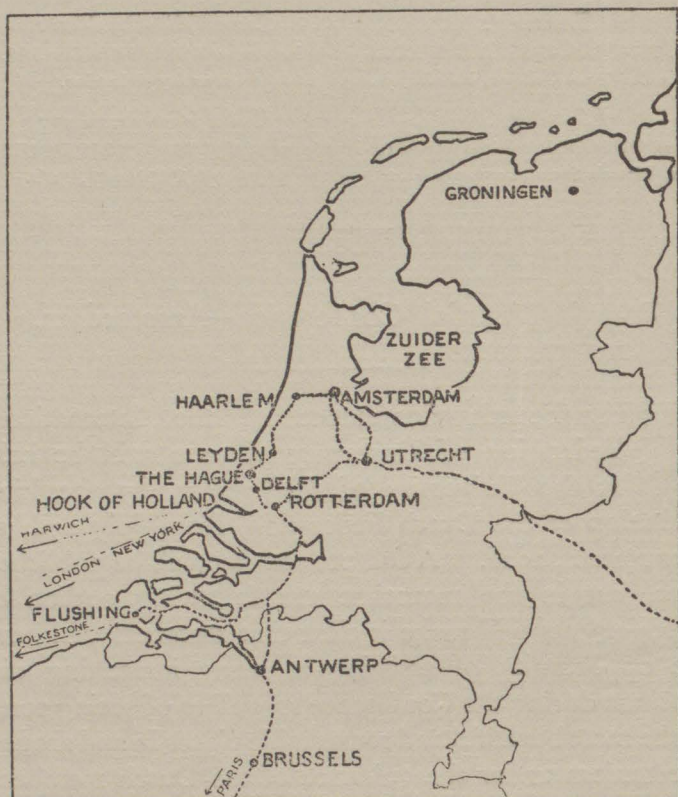 GRONINGEN
ZUIDER
ZEE
HAARLEM
AMSTERDAM
LEYDEN
UTRECHT
THE HAGUE
DELFT
HOOK OF HOLLAND
ROTTERDAM
HARWICH
LONDON NEW YORK
FLUSHING
FOLKESTONE
ANTWERP
BRUSSELS
PARIS